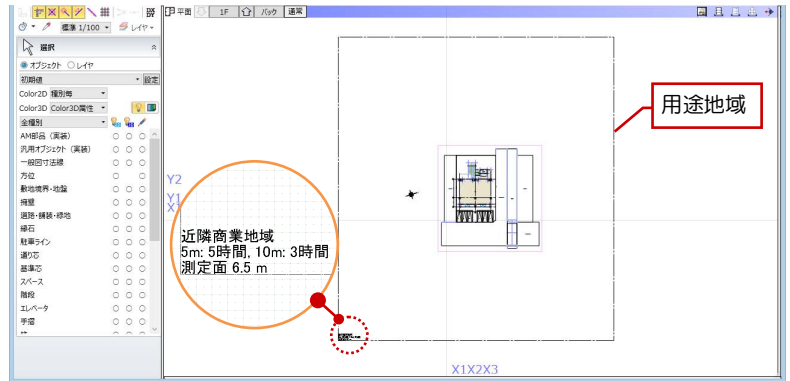 標準 1/100
レイヤ
平面
1F
バック
通常
選択
オブジェクト
レイヤ
初期値
設定
Color2D
種別毎
Color3D
Color3D属性
全種別
AM部品（実装）
汎用オブジェクト（実装）
一般図寸法線
方位
敷地境界・地盤
擁壁
道路・舗装・緑地
縁石
駐車ライン
通り芯
基準芯
スペース
階段
エレベータ
手摺
用途地域
Y2
Y1
X1
近隣商業地域
5m: 5時間, 10m: 3時間
測定面 6.5 m
X1X2X3